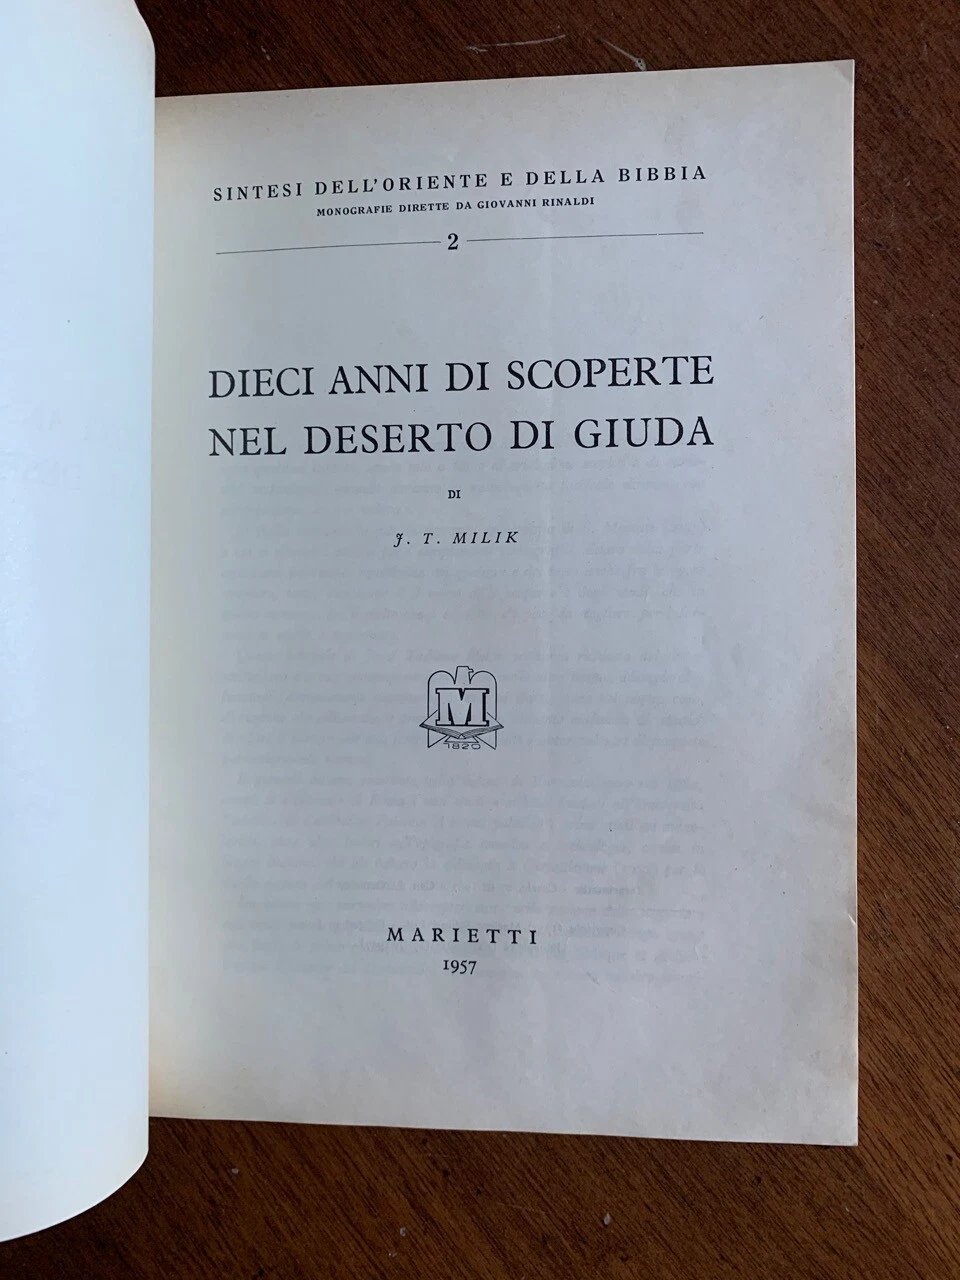 SINTESI DELL'ORIENTE E DELLA BIBBIA
MONOGRAFIE DIRETTE DA GIOVANNI RINALDI
2
DIECI ANNI DI SCOPERTE
NEL DESERTO DI GIUDA
DI
J. T. MILIK
M
1820
MARIETTI
1957